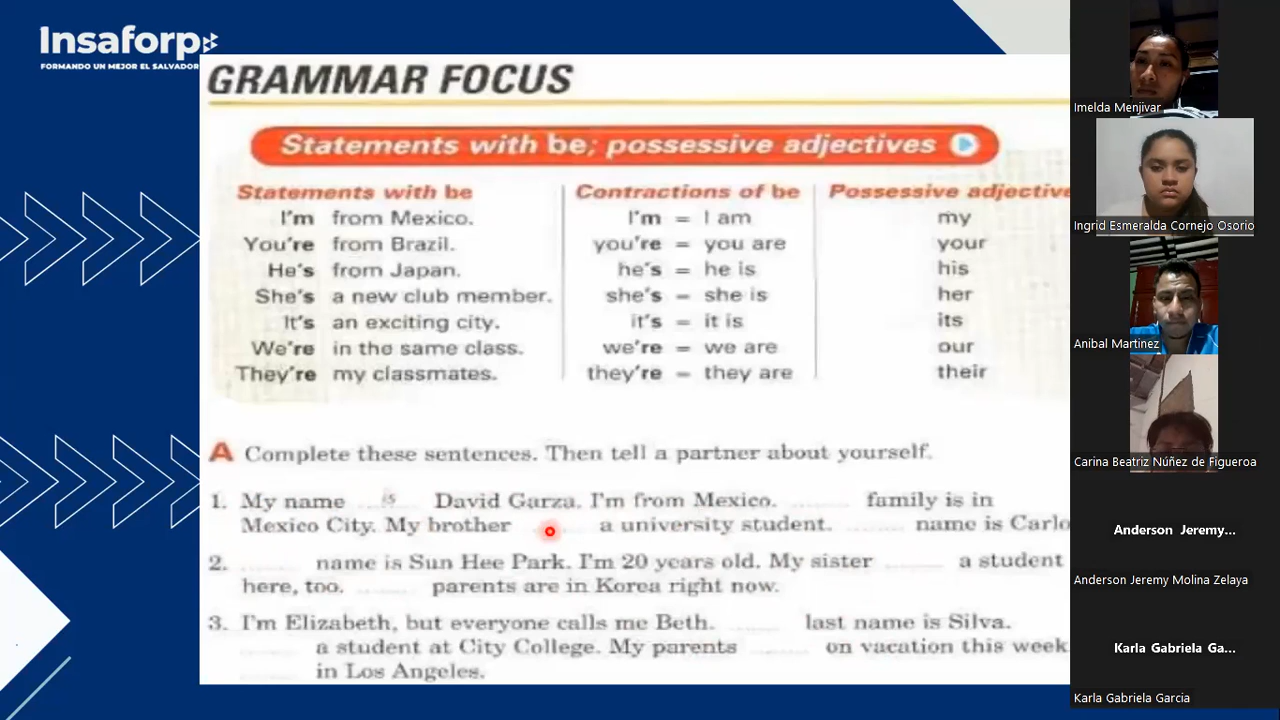 Insaforp
FORMANDO UN MEJOR EL SALVADOR
GRAMMAR FOCUS
Statements with be; possessive adjectives
Statements with be
I'm from Mexico.
You're from Brazil.
He's from Japan.
She's a new club member.
It's an exciting city.
We're in the same class.
They're my classmates.
Contractions of be
I'm = I am
you're = you are
he's = he is
she's = she is
it's = it is
we're = we are
they're = they are
Possessive adjective
my
your
his
her
its
our
their
A Complete these sentences. Then tell a partner about yourself.
1. My name is David Garza. I'm from Mexico. ........ family is in
Mexico City. My brother ........ a university student. ........ name is Carlo
2. ........ name is Sun Hee Park. I'm 20 years old. My sister ........ a student
here, too. ........ parents are in Korea right now.
3. I'm Elizabeth, but everyone calls me Beth. ........ last name is Silva.
........ a student at City College. My parents ........ on vacation this week
........ in Los Angeles.
Imelda Menjivar
Ingrid Esmeralda Cornejo Osorio
Anibal Martinez
Carina Beatriz Núñez de Figueroa
Anderson Jeremy...
Anderson Jeremy Molina Zelaya
Karla Gabriela Ga...
Karla Gabriela Garcia